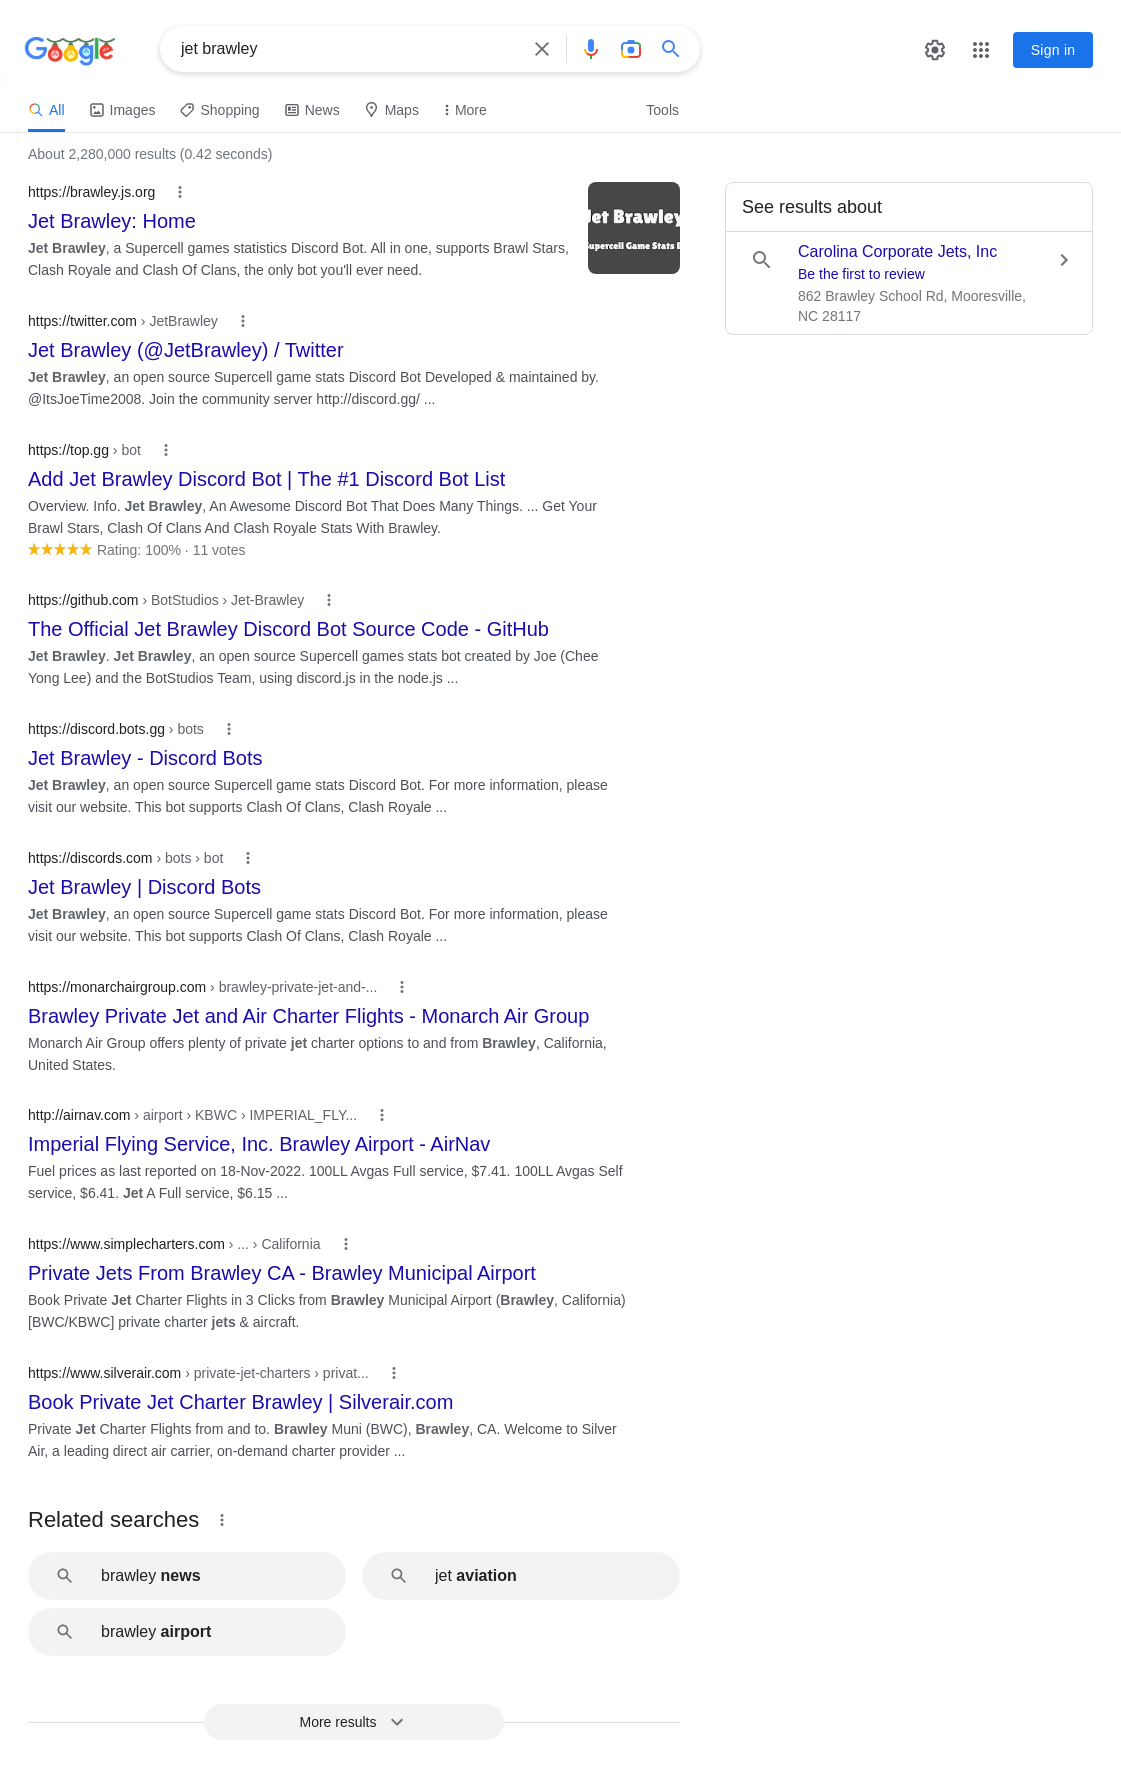 Google
jet brawley
Sign in
All
Images
Shopping
News
Maps
More
Tools
About 2,280,000 results (0.42 seconds)
https://brawley.js.org
Jet Brawley: Home
Jet Brawley, a Supercell games statistics Discord Bot. All in one, supports Brawl Stars,
Clash Royale and Clash Of Clans, the only bot you'll ever need.
Jet Brawley
Supercell Game Stats B
https://twitter.com › JetBrawley
Jet Brawley (@JetBrawley) / Twitter
Jet Brawley, an open source Supercell game stats Discord Bot Developed & maintained by.
@ItsJoeTime2008. Join the community server http://discord.gg/ ...
https://top.gg › bot
Add Jet Brawley Discord Bot | The #1 Discord Bot List
Overview. Info. Jet Brawley, An Awesome Discord Bot That Does Many Things. ... Get Your
Brawl Stars, Clash Of Clans And Clash Royale Stats With Brawley.
Rating: 100% · 11 votes
https://github.com › BotStudios › Jet-Brawley
The Official Jet Brawley Discord Bot Source Code - GitHub
Jet Brawley. Jet Brawley, an open source Supercell games stats bot created by Joe (Chee
Yong Lee) and the BotStudios Team, using discord.js in the node.js ...
https://discord.bots.gg › bots
Jet Brawley - Discord Bots
Jet Brawley, an open source Supercell game stats Discord Bot. For more information, please
visit our website. This bot supports Clash Of Clans, Clash Royale ...
https://discords.com › bots › bot
Jet Brawley | Discord Bots
Jet Brawley, an open source Supercell game stats Discord Bot. For more information, please
visit our website. This bot supports Clash Of Clans, Clash Royale ...
https://monarchairgroup.com › brawley-private-jet-and-...
Brawley Private Jet and Air Charter Flights - Monarch Air Group
Monarch Air Group offers plenty of private jet charter options to and from Brawley, California,
United States.
http://airnav.com › airport › KBWC › IMPERIAL_FLY...
Imperial Flying Service, Inc. Brawley Airport - AirNav
Fuel prices as last reported on 18-Nov-2022. 100LL Avgas Full service, $7.41. 100LL Avgas Self
service, $6.41. Jet A Full service, $6.15 ...
https://www.simplecharters.com › ... › California
Private Jets From Brawley CA - Brawley Municipal Airport
Book Private Jet Charter Flights in 3 Clicks from Brawley Municipal Airport (Brawley, California)
[BWC/KBWC] private charter jets & aircraft.
https://www.silverair.com › private-jet-charters › privat...
Book Private Jet Charter Brawley | Silverair.com
Private Jet Charter Flights from and to. Brawley Muni (BWC), Brawley, CA. Welcome to Silver
Air, a leading direct air carrier, on-demand charter provider ...
See results about
Carolina Corporate Jets, Inc
Be the first to review
862 Brawley School Rd, Mooresville,
NC 28117
Related searches
brawley news
jet aviation
brawley airport
More results